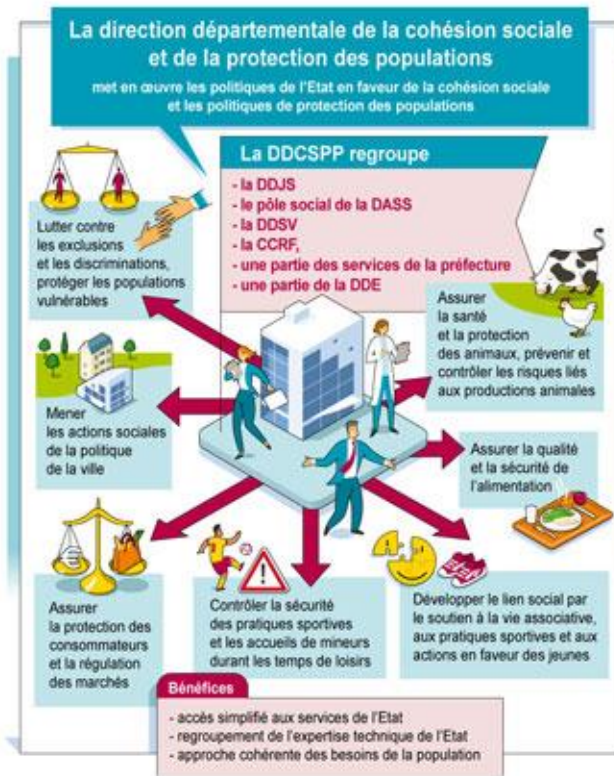 La direction départementale de la cohésion sociale
et de la protection des populations
met en œuvre les politiques de l'Etat en faveur de la cohésion sociale
et les politiques de protection des populations
La DDCSPP regroupe
- la DDJS
- le pôle social de la DASS
- la DDSV
- la CCRF,
- une partie des services de la préfecture
- une partie de la DDE
Lutter contre
les exclusions
et les discriminations,
protéger les populations
vulnérables
Assurer
la santé
et la protection
des animaux, prévenir et
contrôler les risques liés
aux productions animales
Mener
les actions sociales
de la politique
de la ville
Assurer la qualité
et la sécurité de
l'alimentation
€
Assurer
la protection des
consommateurs
et la régulation
des marchés
!
Contrôler la sécurité
des pratiques sportives
et les accueils de mineurs
durant les temps de loisirs
Développer le lien social par
le soutien à la vie associative,
aux pratiques sportives et aux
actions en faveur des jeunes
Bénéfices
- accès simplifié aux services de l'Etat
- regroupement de l'expertise technique de l'Etat
- approche cohérente des besoins de la population